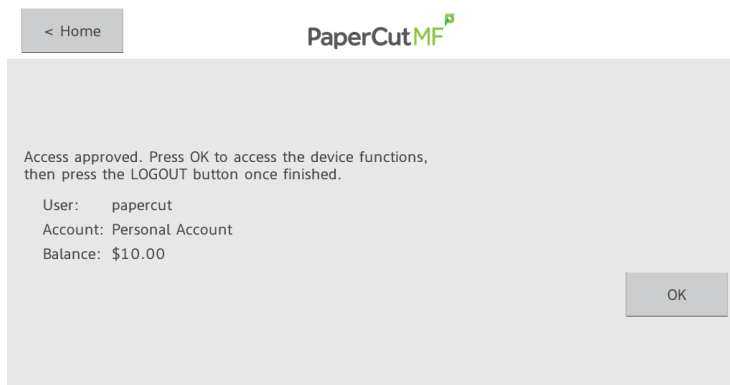 < Home
PaperCutMF
Access approved. Press OK to access the device functions,
then press the LOGOUT button once finished.
User: papercut
Account: Personal Account
Balance: $10.00
OK